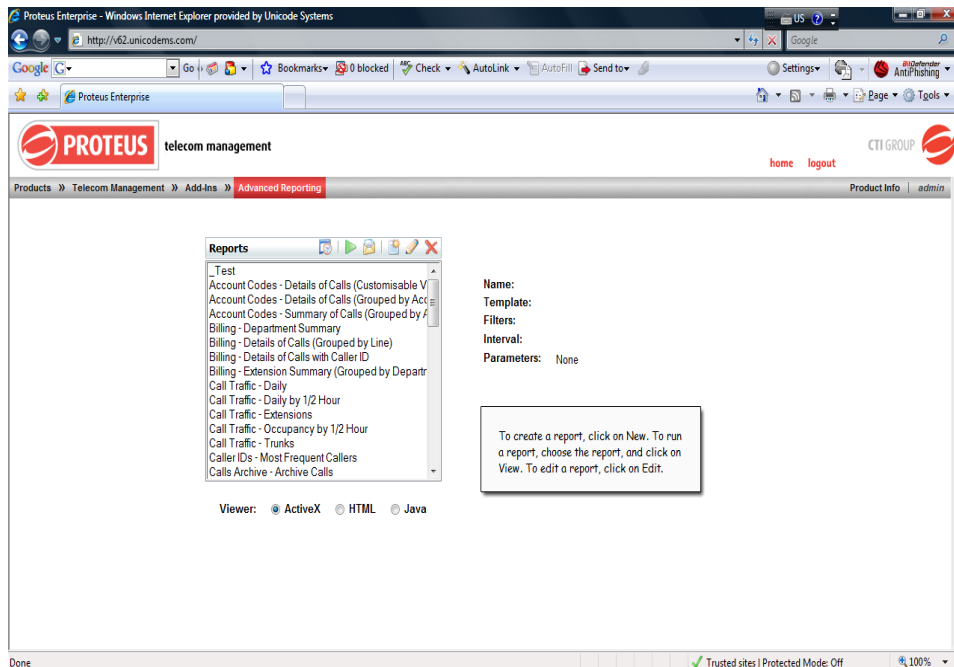 Proteus Enterprise - Windows Internet Explorer provided by Unicode Systems
US
http://v62.unicodems.com/
Google
Google G Go Bookmarks 0 blocked ABC Check AutoLink AutoFill Send to Settings BitDefender AntiPhishing
Proteus Enterprise
Page Tools
PROTEUS telecom management
CTI GROUP
home logout
Products » Telecom Management » Add-Ins » Advanced Reporting
Product Info | admin
Reports
_Test
Account Codes - Details of Calls (Customisable V
Account Codes - Details of Calls (Grouped by Acc
Account Codes - Summary of Calls (Grouped by A
Billing - Department Summary
Billing - Details of Calls (Grouped by Line)
Billing - Details of Calls with Caller ID
Billing - Extension Summary (Grouped by Departr
Call Traffic - Daily
Call Traffic - Daily by 1/2 Hour
Call Traffic - Extensions
Call Traffic - Occupancy by 1/2 Hour
Call Traffic - Trunks
Caller IDs - Most Frequent Callers
Calls Archive - Archive Calls
Viewer: ActiveX HTML Java
Name:
Template:
Filters:
Interval:
Parameters: None
To create a report, click on New. To run
a report, choose the report, and click on
View. To edit a report, click on Edit.
Done
Trusted sites | Protected Mode: Off
100%